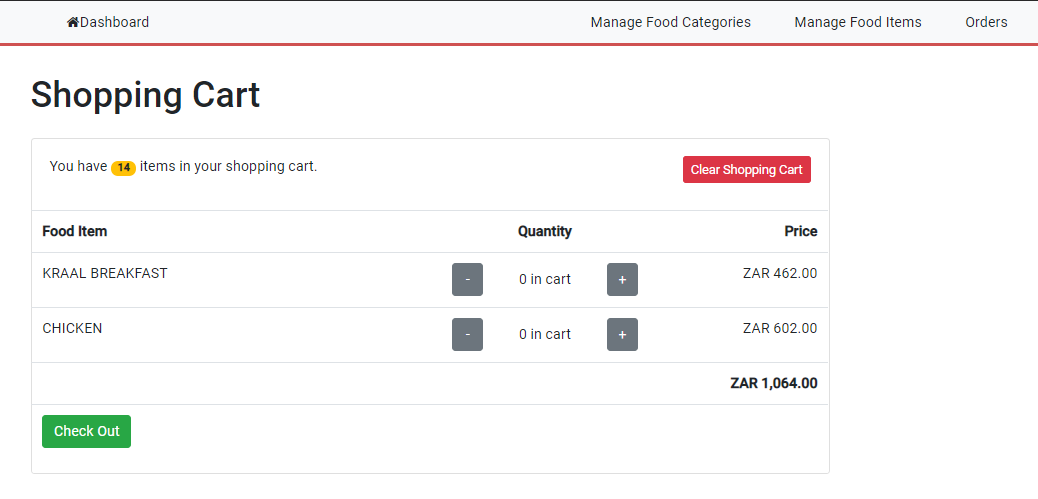 Dashboard Manage Food Categories Manage Food Items Orders
Shopping Cart
You have 14 items in your shopping cart. Clear Shopping Cart
Food Item Quantity Price
KRAAL BREAKFAST - 0 in cart + ZAR 462.00
CHICKEN - 0 in cart + ZAR 602.00
ZAR 1,064.00
Check Out